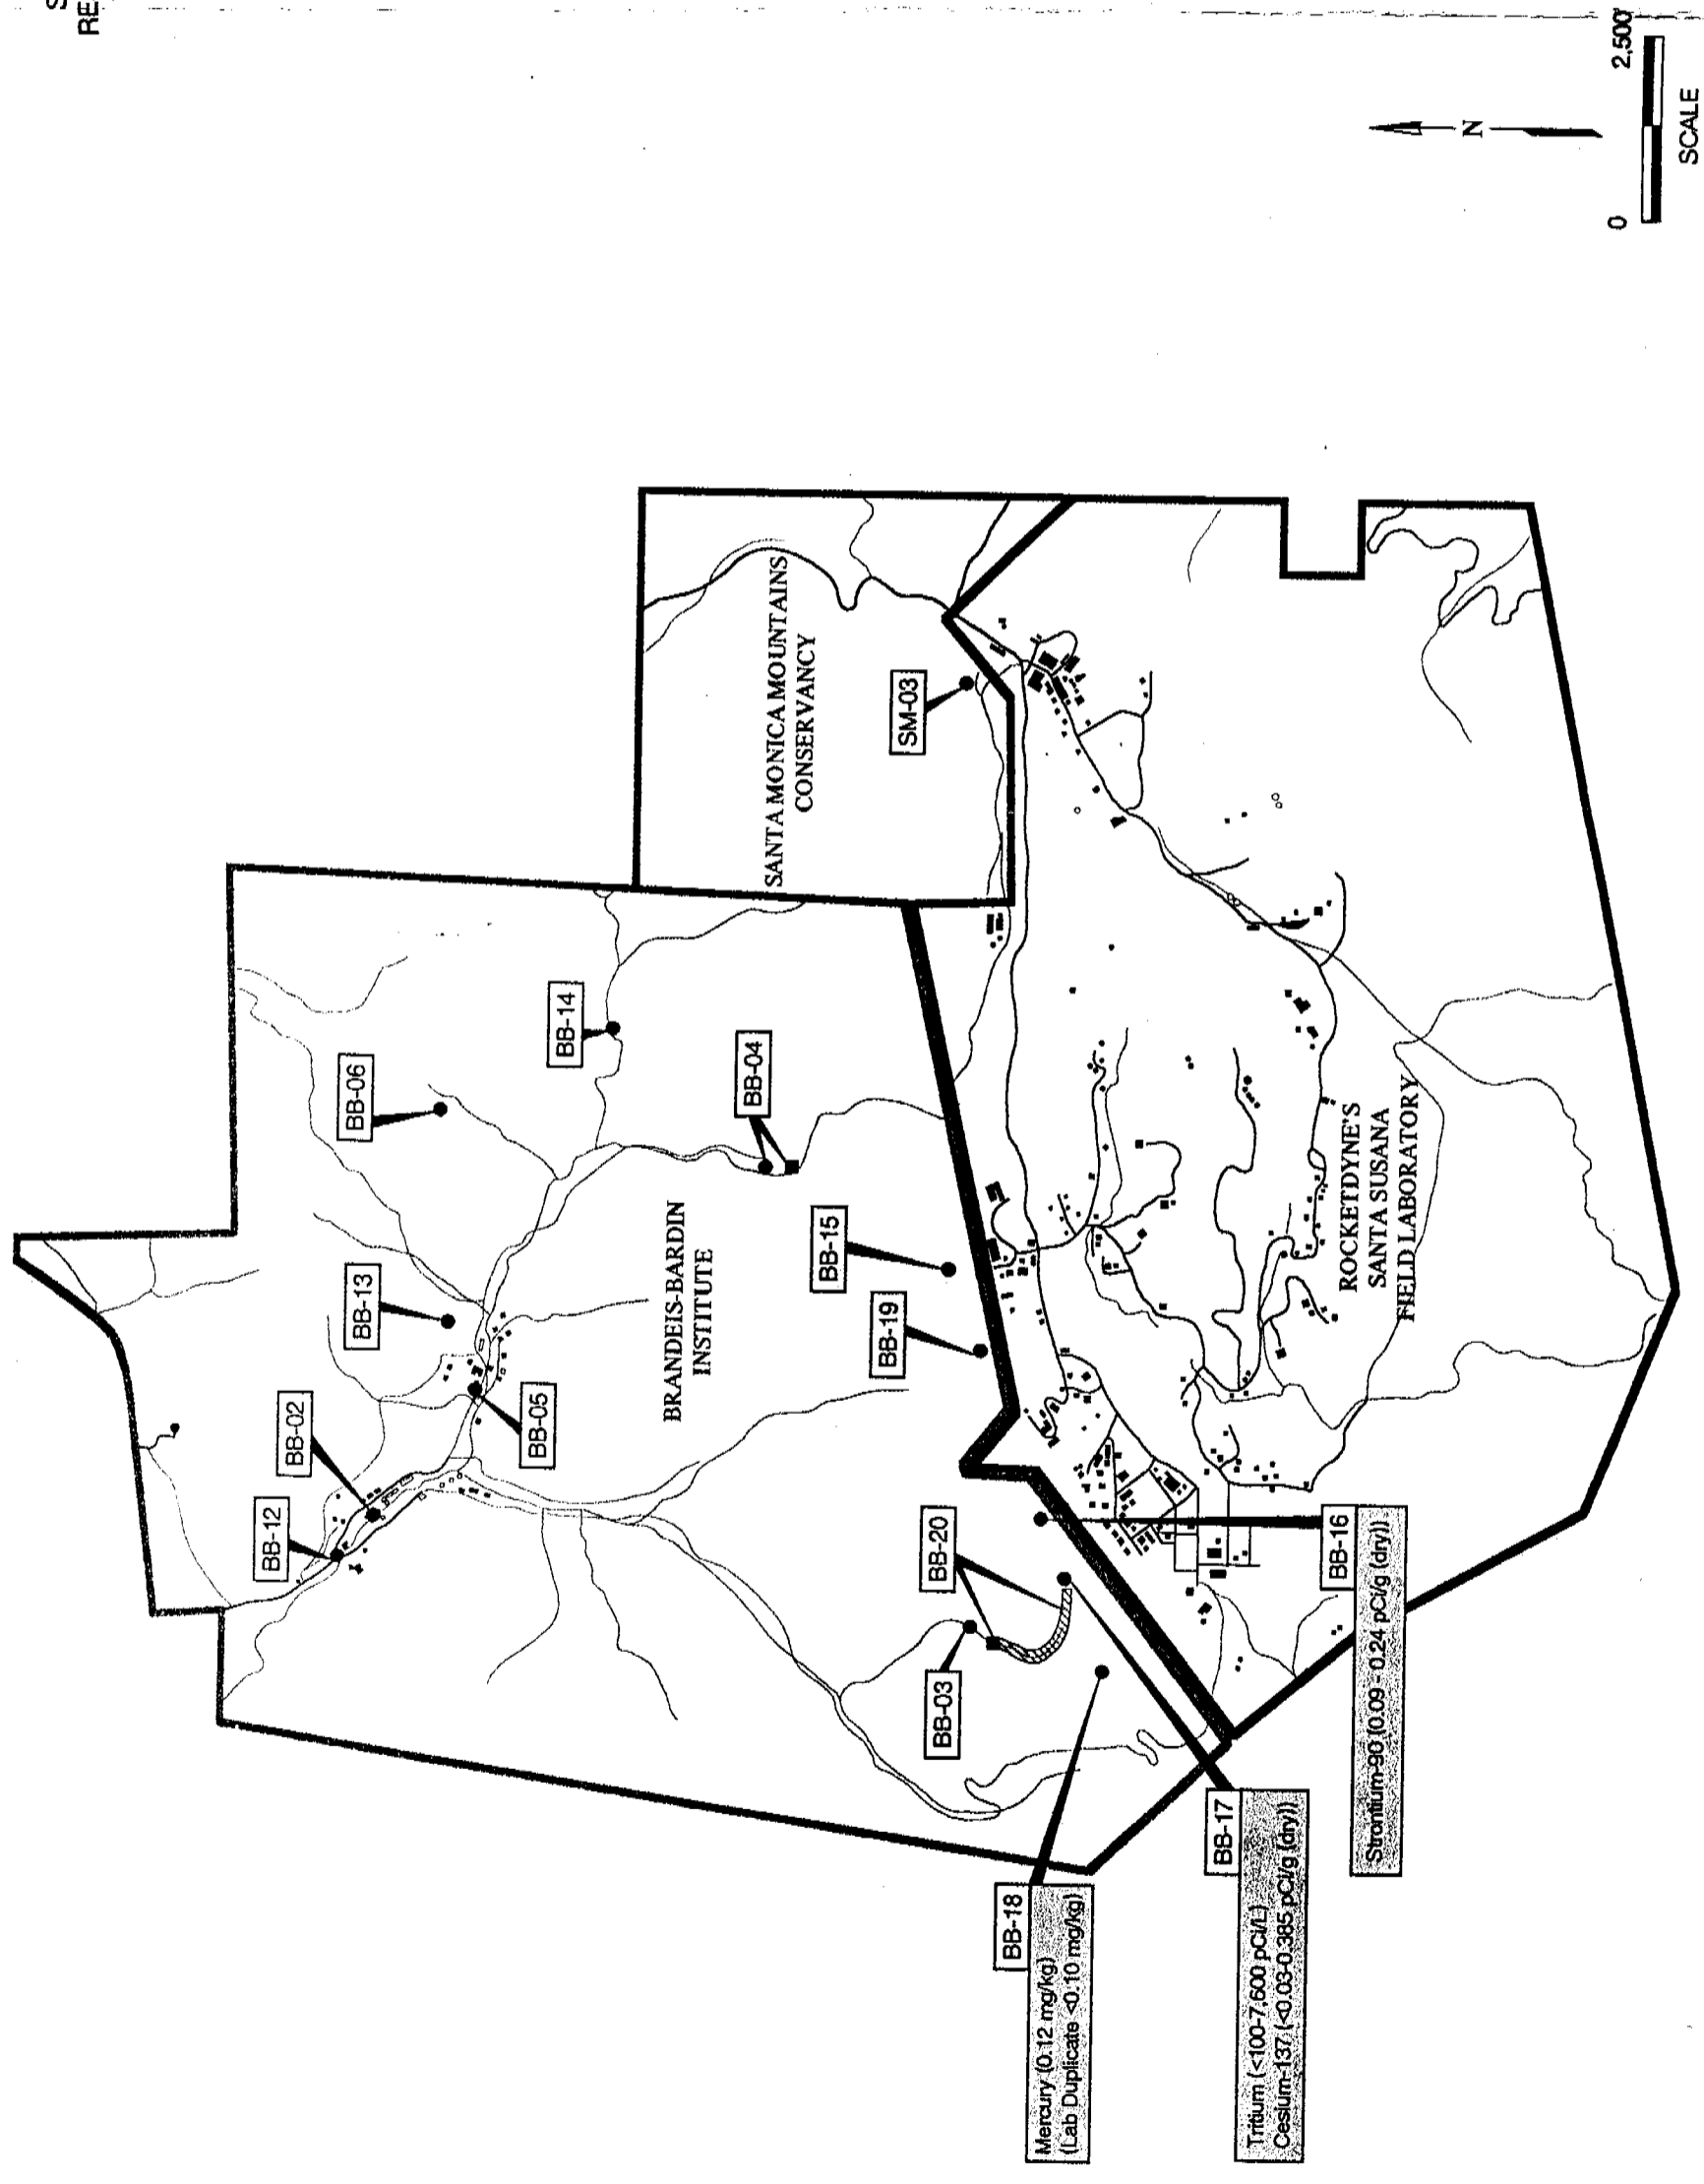 BB-12
BB-02
BB-05
BB-13
BB-06
BB-14
BB-04
BRANDEIS-BARDIN
INSTITUTE
SANTA MONICA MOUNTAINS
CONSERVANCY
SM-03
BB-15
BB-19
BB-20
BB-03
BB-18
Mercury (0.12 mg/kg)
(Lab Duplicate <0.10 mg/kg)
BB-17
Tritium (<100-7,600 pCi/L)
Cesium-137 (<0.03-0.385 pCi/g (dry))
BB-16
Strontium-90 (0.09 - 0.24 pCi/g (dry))
ROCKETDYNE'S
SANTA SUSANA
FIELD LABORATORY
N
0 2,500'
SCALE